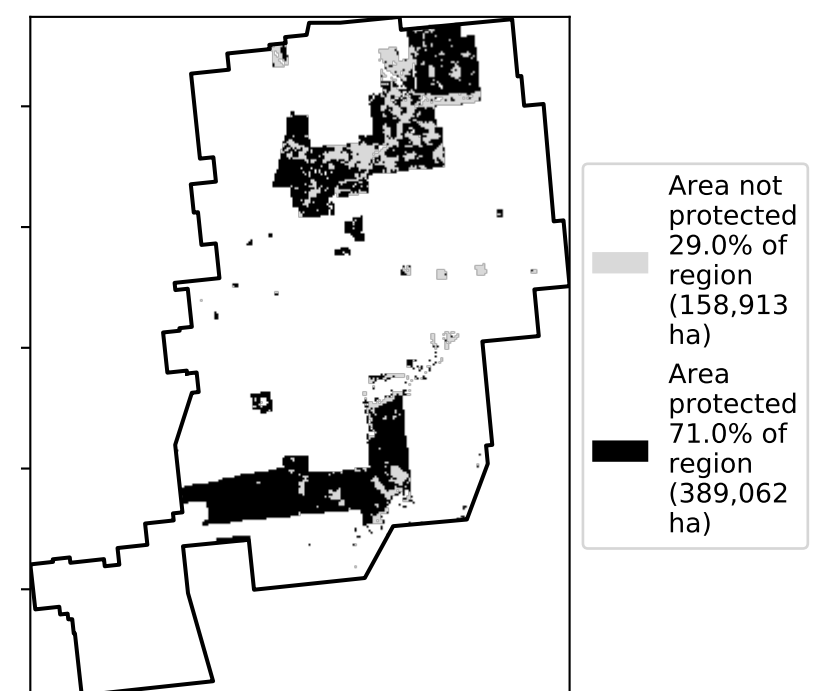 Area not
protected
29.0% of
region
(158,913
ha)
Area
protected
71.0% of
region
(389,062
ha)